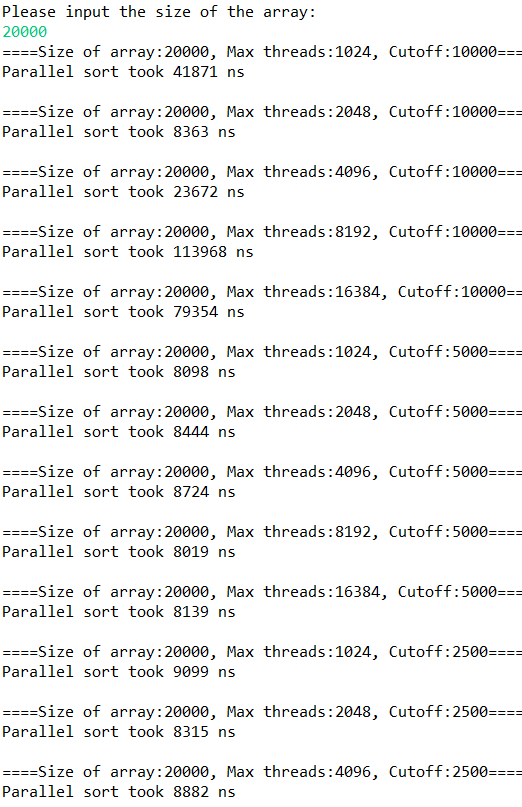 Please input the size of the array:
20000
====Size of array:20000, Max threads:1024, Cutoff:10000===
Parallel sort took 41871 ns
====Size of array:20000, Max threads:2048, Cutoff:10000===
Parallel sort took 8363 ns
====Size of array:20000, Max threads:4096, Cutoff:10000===
Parallel sort took 23672 ns
====Size of array:20000, Max threads:8192, Cutoff:10000===
Parallel sort took 113968 ns
====Size of array:20000, Max threads:16384, Cutoff:10000==
Parallel sort took 79354 ns
====Size of array:20000, Max threads:1024, Cutoff:5000====
Parallel sort took 8098 ns
====Size of array:20000, Max threads:2048, Cutoff:5000====
Parallel sort took 8444 ns
====Size of array:20000, Max threads:4096, Cutoff:5000====
Parallel sort took 8724 ns
====Size of array:20000, Max threads:8192, Cutoff:5000====
Parallel sort took 8019 ns
====Size of array:20000, Max threads:16384, Cutoff:5000===
Parallel sort took 8139 ns
====Size of array:20000, Max threads:1024, Cutoff:2500====
Parallel sort took 9099 ns
====Size of array:20000, Max threads:2048, Cutoff:2500====
Parallel sort took 8315 ns
====Size of array:20000, Max threads:4096, Cutoff:2500====
Parallel sort took 8882 ns